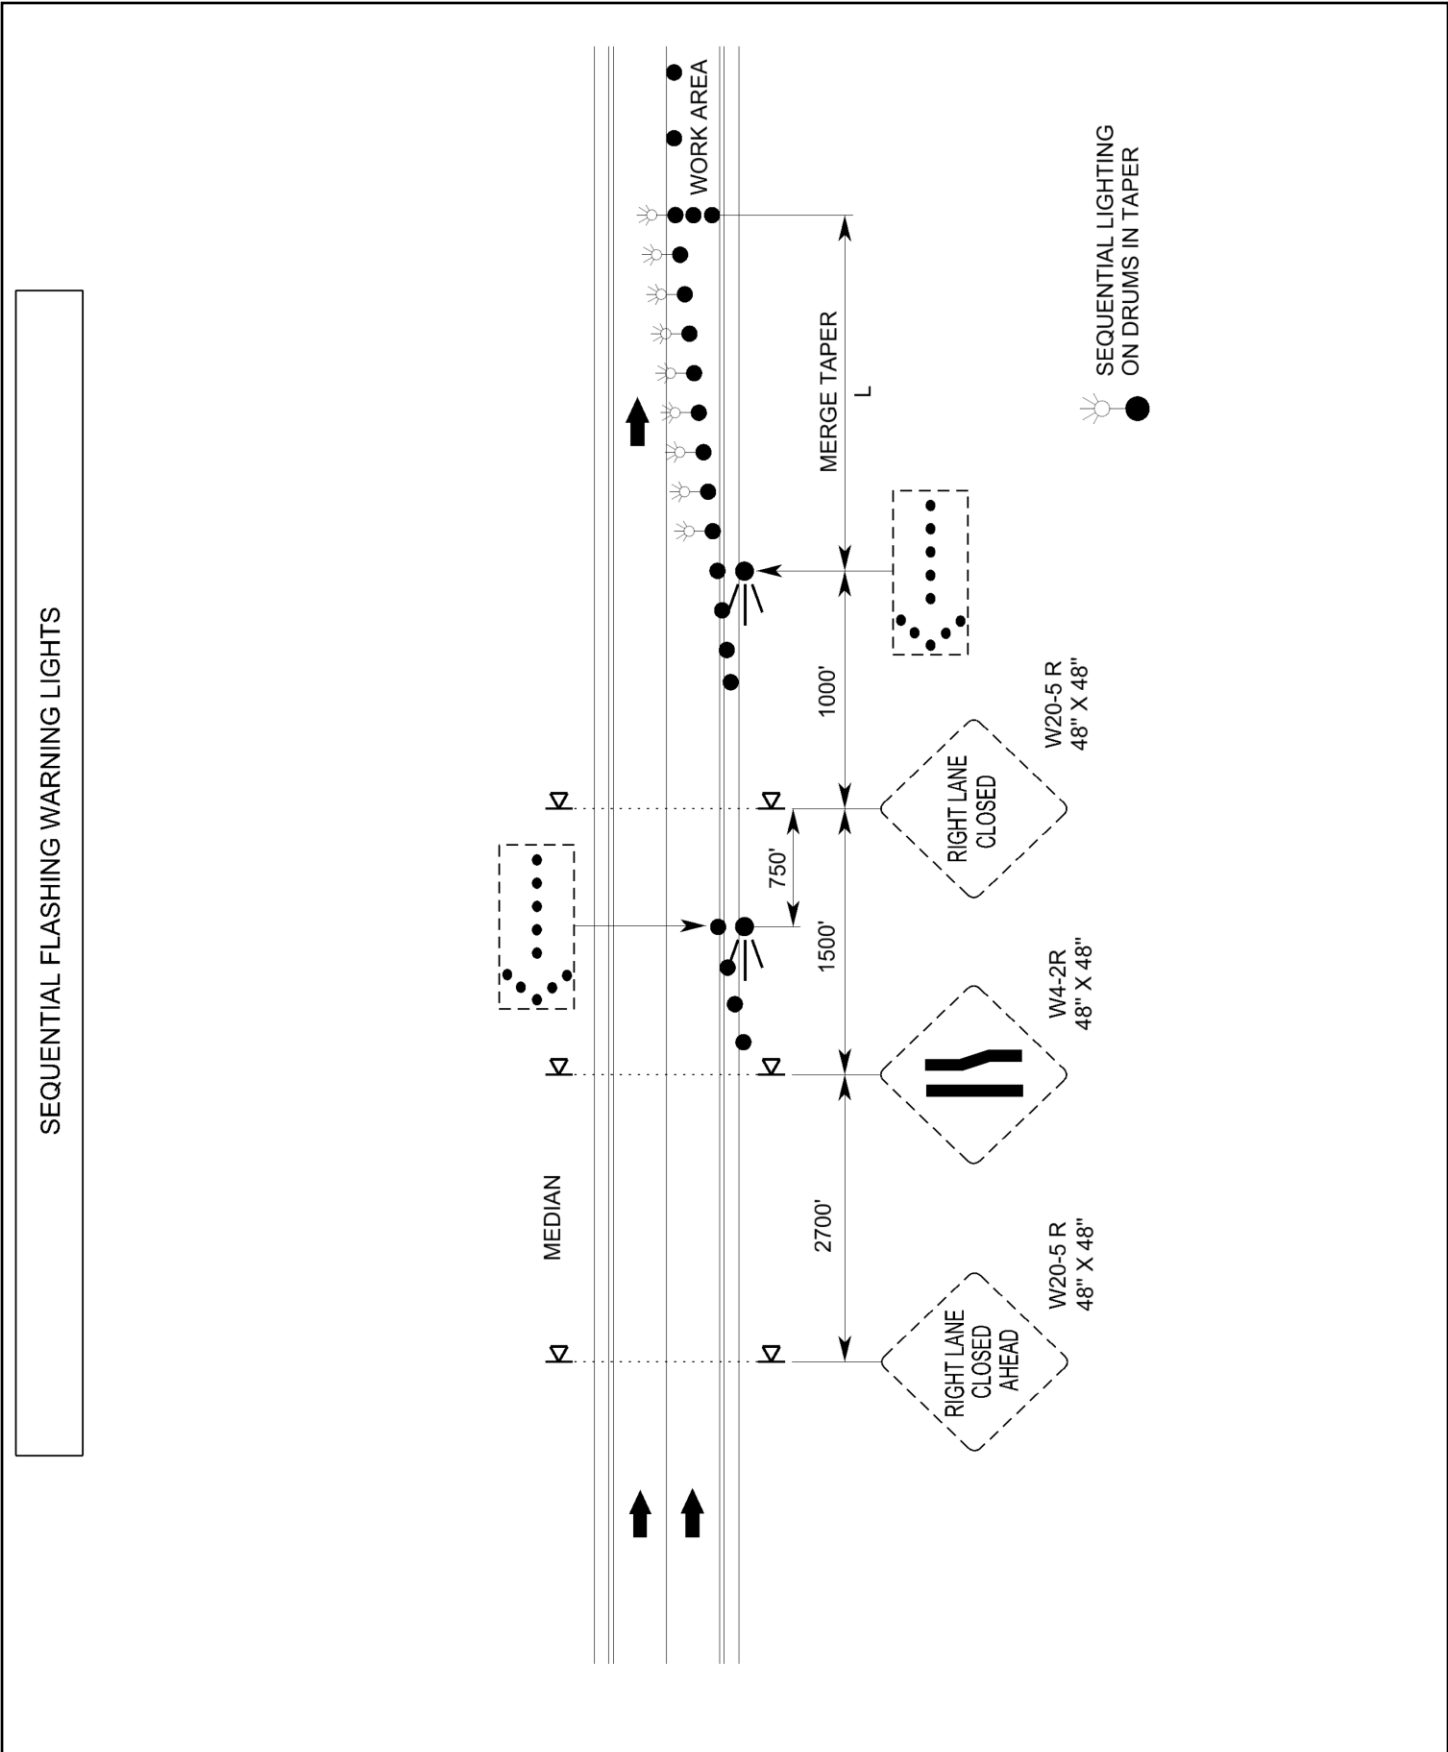 SEQUENTIAL FLASHING WARNING LIGHTS
MEDIAN
WORK AREA
2700'
1500'
750'
1000'
MERGE TAPER
L
RIGHT LANE
CLOSED
AHEAD
W20-5 R
48" X 48"
W4-2R
48" X 48"
RIGHT LANE
CLOSED
W20-5 R
48" X 48"
SEQUENTIAL LIGHTING
ON DRUMS IN TAPER